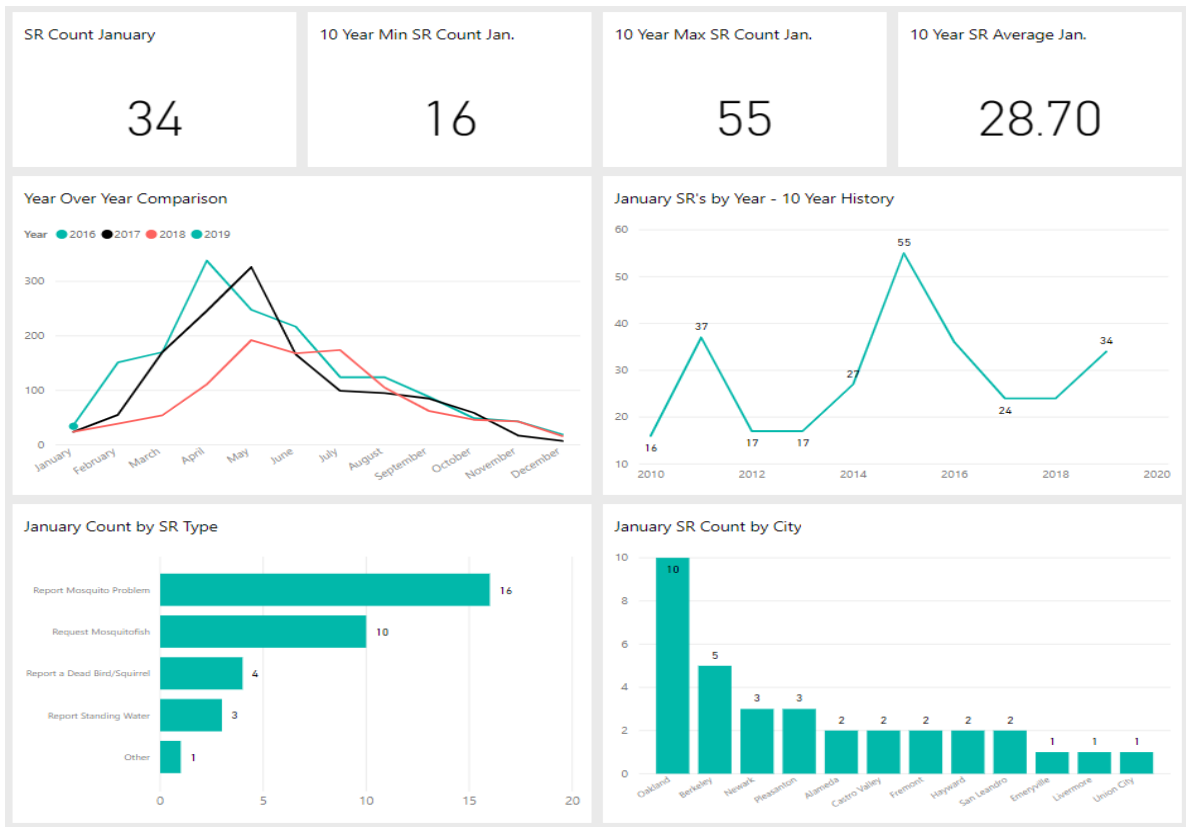 SR Count January
34
10 Year Min SR Count Jan.
16
10 Year Max SR Count Jan.
55
10 Year SR Average Jan.
28.70
Year Over Year Comparison
Year 2016 2017 2018 2019
300
200
100
0
January February March April May June July August September October November December
January SR's by Year - 10 Year History
60
50
40
30
20
10
16
37
17
17
27
55
24
34
2010 2012 2014 2016 2018 2020
January Count by SR Type
Report Mosquito Problem 16
Request Mosquitofish 10
Report a Dead Bird/Squirrel 4
Report Standing Water 3
Other 1
0 5 10 15 20
January SR Count by City
10
8
6
4
2
0
10 5 3 3 2 2 2 2 2 1 1 1
Oakland Berkeley Newark Pleasanton Alameda Castro Valley Fremont Hayward San Leandro Emeryville Livermore Union City